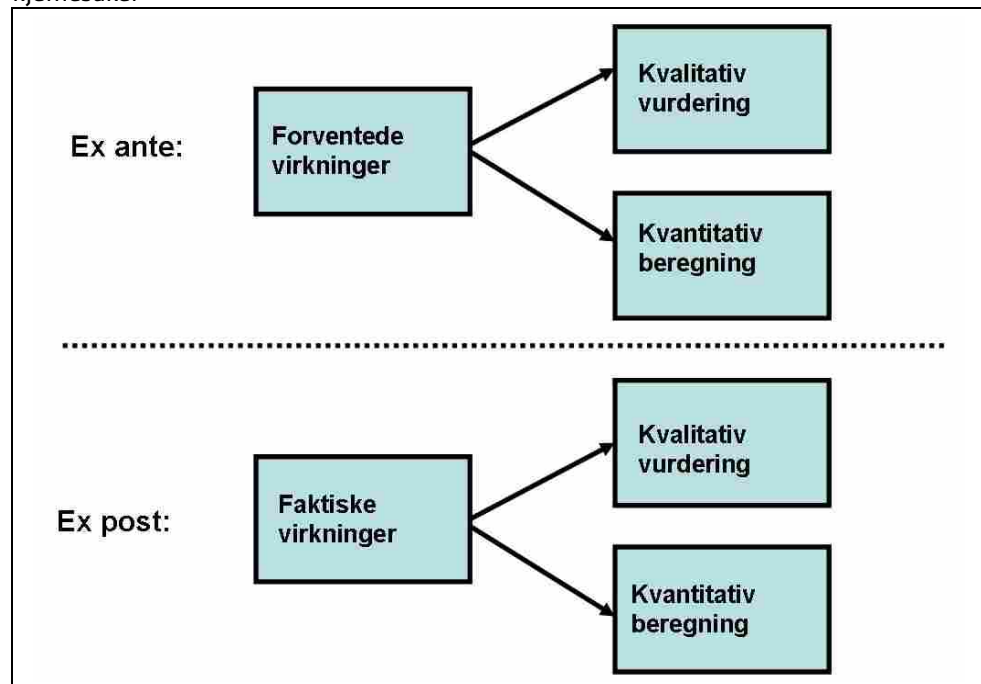 Ex ante:
Forventede
virkninger
Kvalitativ
vurdering
Kvantitativ
beregning
Ex post:
Faktiske
virkninger
Kvalitativ
vurdering
Kvantitativ
beregning